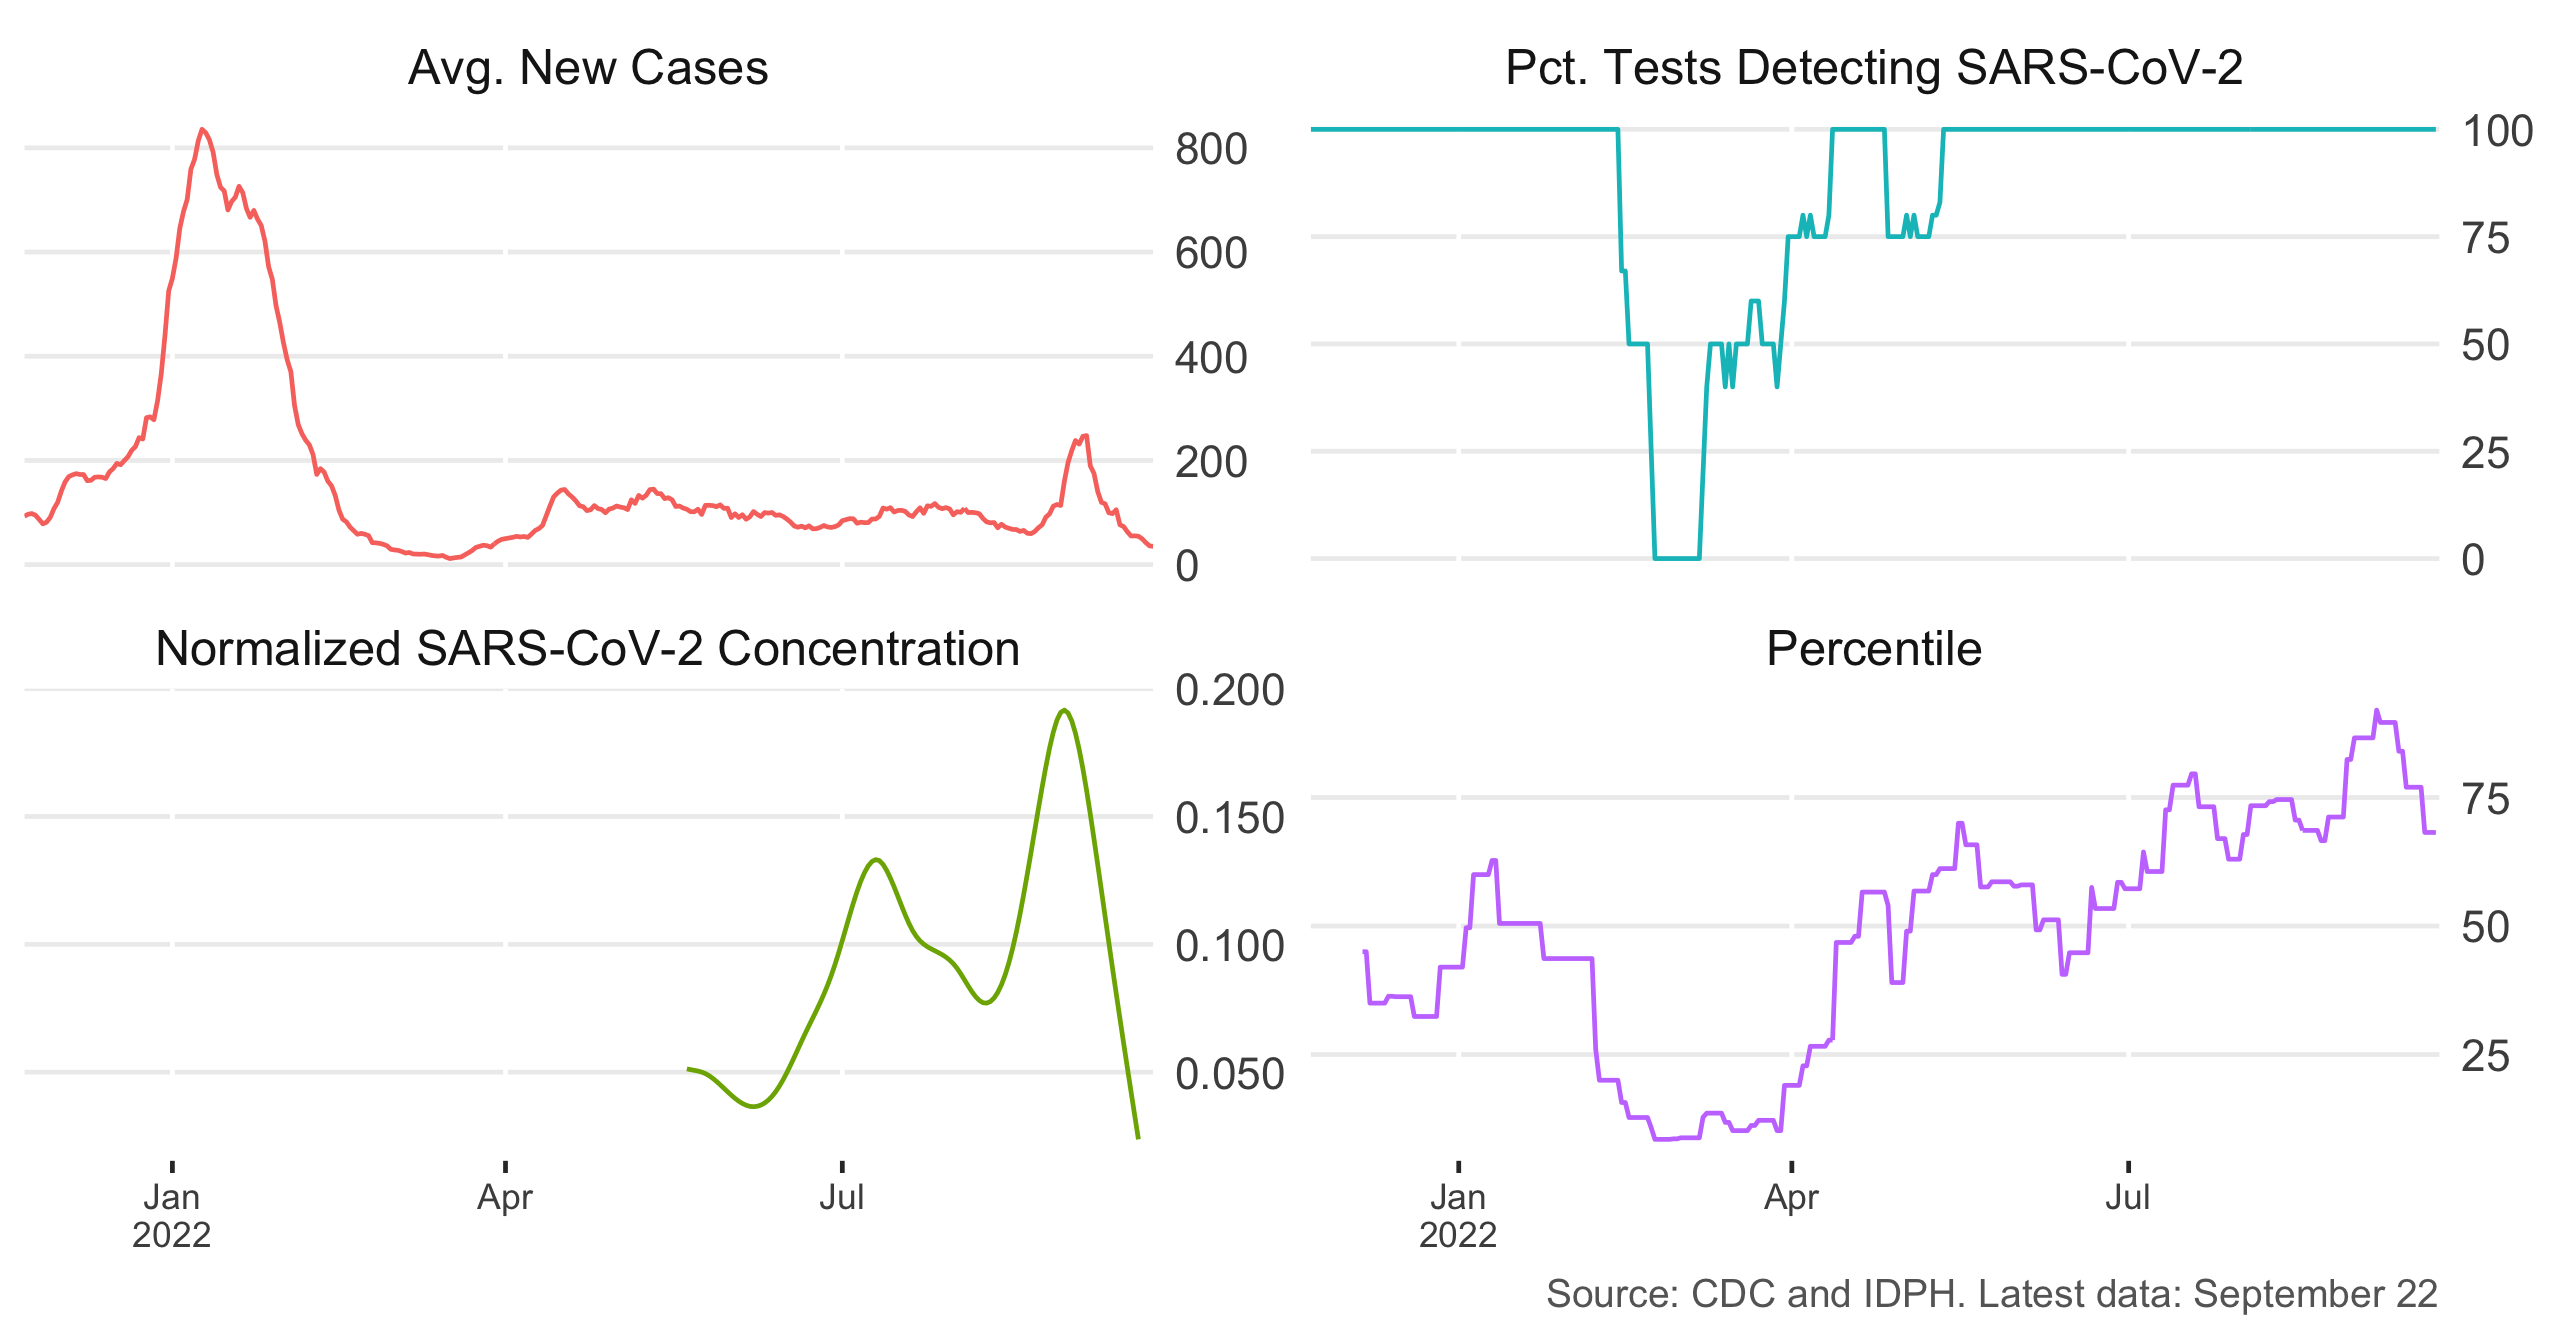 Avg. New Cases
800
600
400
200
0
Pct. Tests Detecting SARS-CoV-2
100
75
50
25
0
Normalized SARS-CoV-2 Concentration
0.200
0.150
0.100
0.050
Jan
2022
Apr
Jul
Percentile
75
50
25
Jan
2022
Apr
Jul
Source: CDC and IDPH. Latest data: September 22